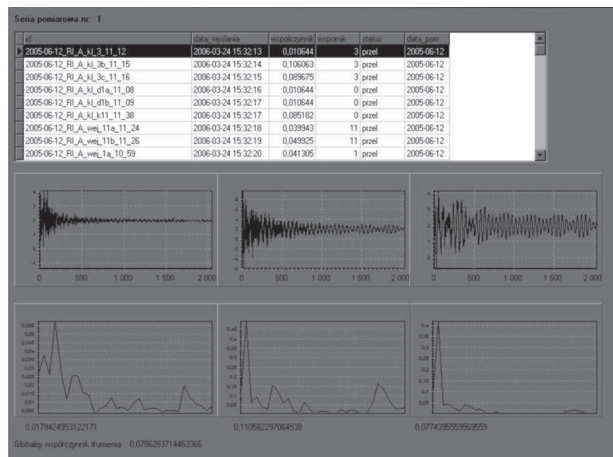 Seria pomiarowa nr: 1
id data_wysłania współczynnik wspornik status data_pom
2005-06-12_RI_A_kl_3_11_12 2006-03-24 15:32:13 0,010644 3 przel 2005-06-12
2005-06-12_RI_A_kl_3b_11_15 2006-03-24 15:32:14 0,106063 3 przel 2005-06-12
2005-06-12_RI_A_kl_3c_11_16 2006-03-24 15:32:15 0,089675 3 przel 2005-06-12
2005-06-12_RI_A_kl_d1a_11_08 2006-03-24 15:32:16 0,010644 0 przel 2005-06-12
2005-06-12_RI_A_kl_d1b_11_09 2006-03-24 15:32:17 0,010644 0 przel 2005-06-12
2005-06-12_RI_A_kl_k11_11_38 2006-03-24 15:32:17 0,085182 0 przel 2005-06-12
2005-06-12_RI_A_wej_11a_11_24 2006-03-24 15:32:18 0,039943 11 przel 2005-06-12
2005-06-12_RI_A_wej_11b_11_26 2006-03-24 15:32:19 0,049925 11 przel 2005-06-12
2005-06-12_RI_A_wej_1a_10_59 2006-03-24 15:32:20 0,041305 1 przel 2005-06-12
0 500 1 000 1 500 2 000
0 500 1 000 1 500 2 000
0 500 1 000 1 500 2 000
0,0179424953122171 0,110582297064538 0,0774395559569559
Globalny współczynnik tłumienia: 0,0786283714463366